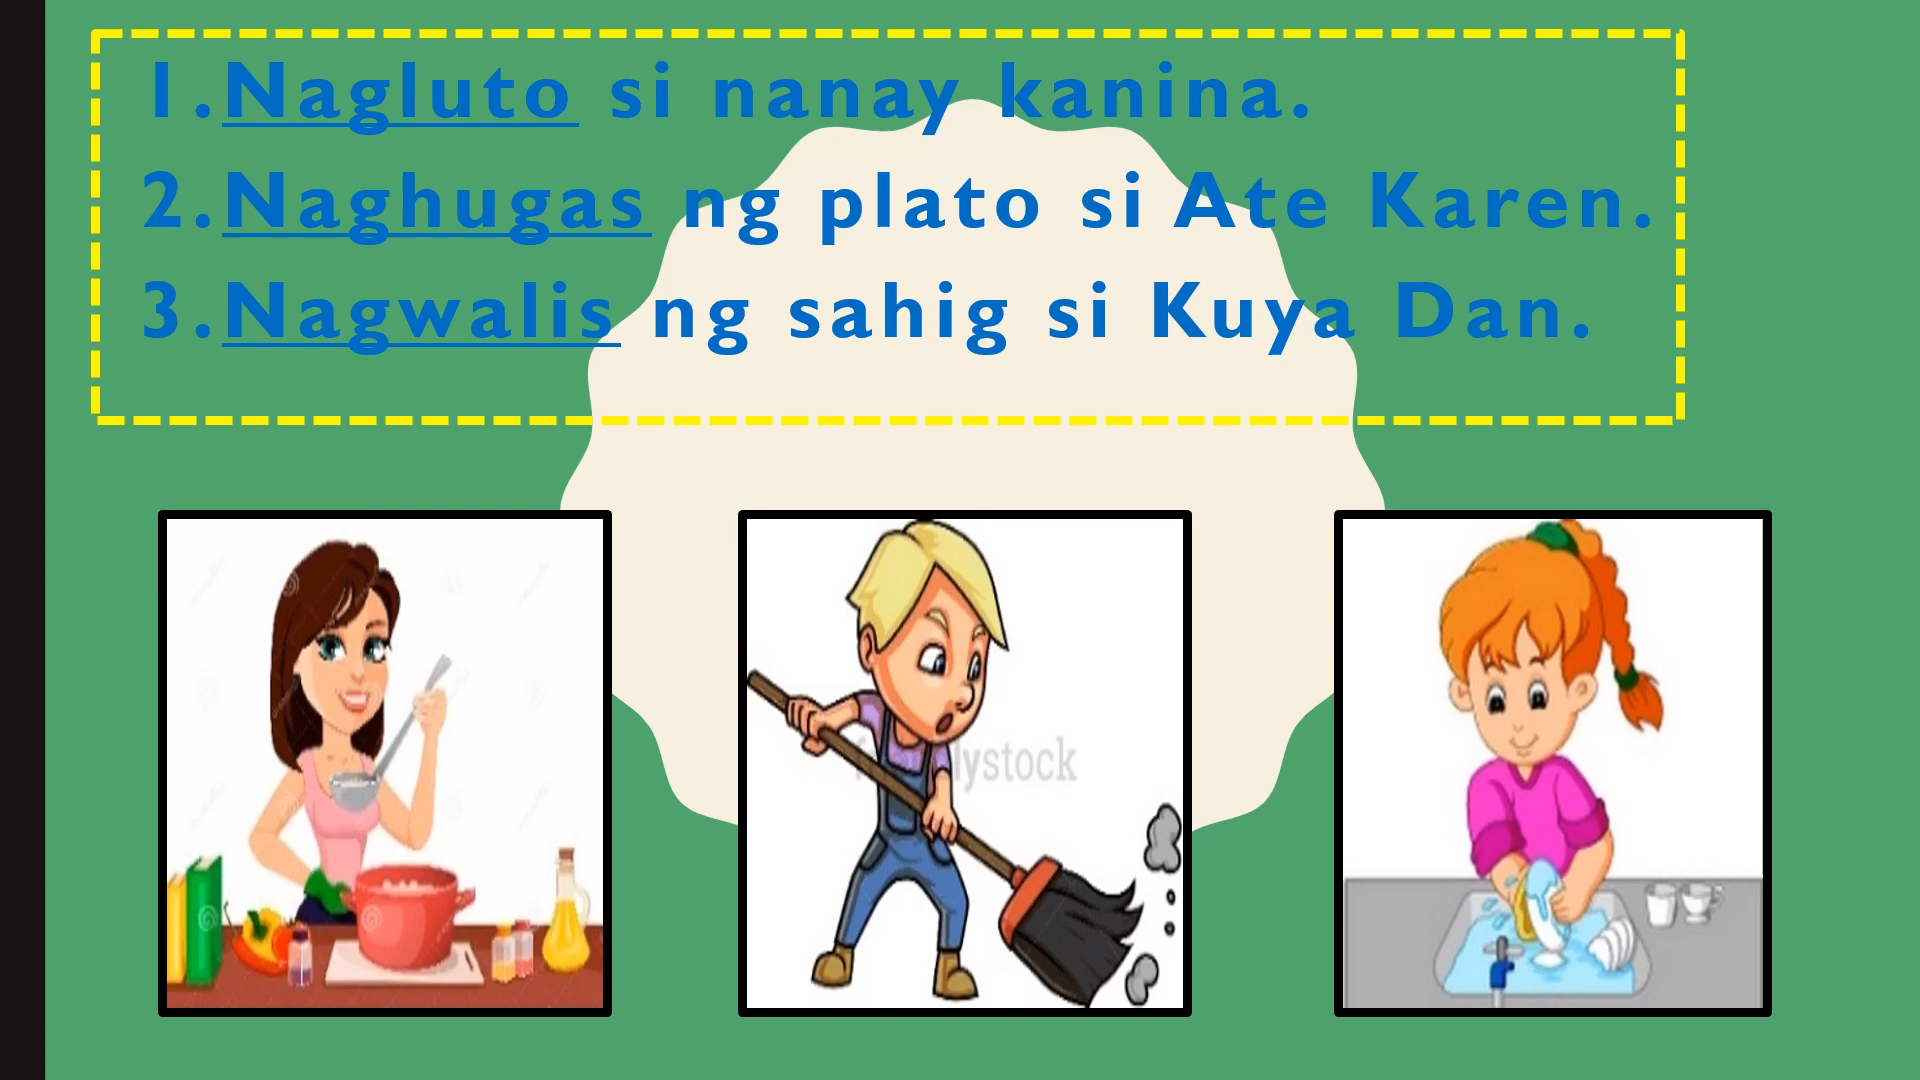 1.Nagluto si nanay kanina.
2.Naghugas ng plato si Ate Karen.
3.Nagwalis ng sahig si Kuya Dan.